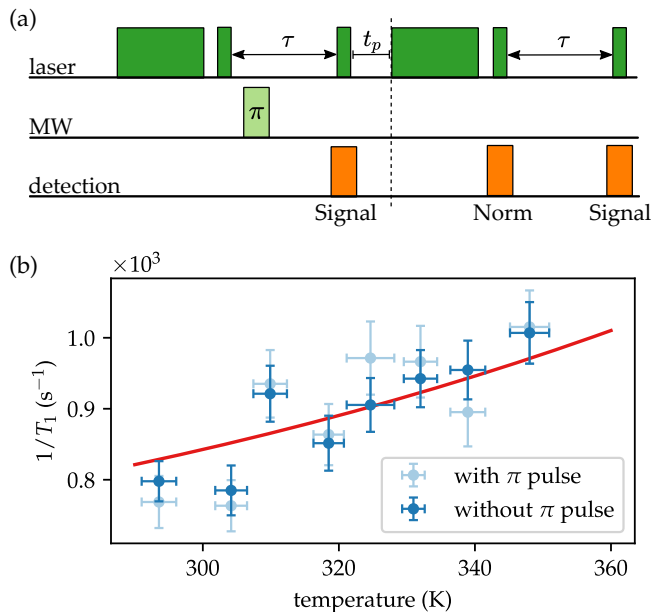 (a)
τ
t_p
τ
laser
π
MW
detection
Signal
Norm
Signal
(b)
×10³
1.0
0.9
0.8
1/T₁ (s⁻¹)
with π pulse
without π pulse
300
320
340
360
temperature (K)